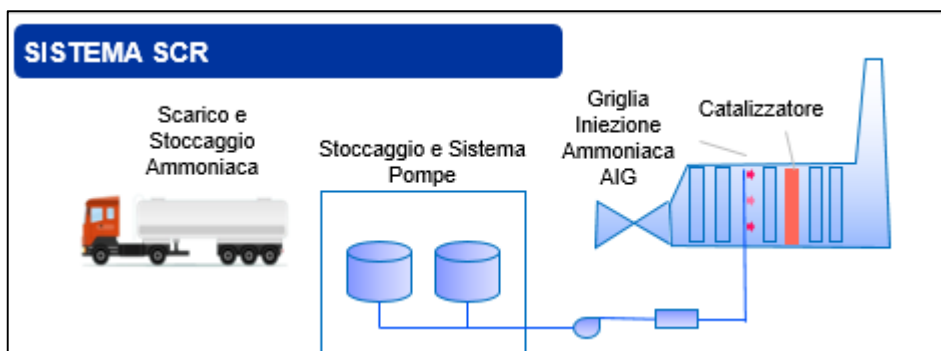 SISTEMA SCR
Scarico e
Stoccaggio
Ammoniaca
Stoccaggio e Sistema
Pompe
Griglia
Iniezione
Ammoniaca
AIG
Catalizzatore